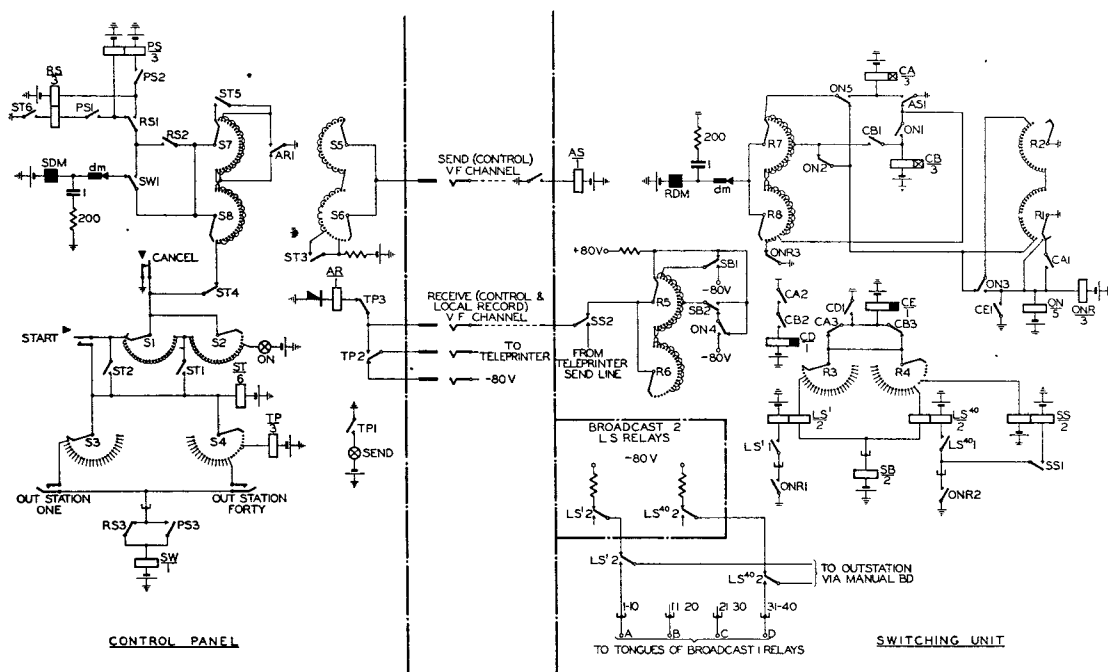 PS
3
RS
3
PS2
ST6
PS1
RS1
RS2
ST5
S7
AR1
S5
SDM
dm
SW1
1
200
S8
S6
CANCEL
ST4
ST3
AR
TP3
START
S1
S2
ON
ST2
ST1
ST
6
TP2
S3
S4
TP
3
TP1
SEND
OUT STATION
ONE
OUT STATION
FORTY
RS3
PS3
SW
1
CONTROL PANEL
SEND (CONTROL)
V F CHANNEL
RECEIVE (CONTROL &
LOCAL RECORD)
V F CHANNEL
TO
TELEPRINTER
-80 V
AS
1
200
1
RDM
dm
ON5
CA
3
AS1
ON1
R7
CB1
ON2
CB
3
R2
R8
R1
ONR3
CA1
+80V
SB1
-80V
R5
SB2
ON4
-80V
SS2
FROM
TELEPRINTER
SEND LINE
R6
CA2
CB2
CD
1
CD1
CA3
CE
1
CB3
ON3
CE1
ON
5
ONR
3
R3
R4
LS1
2
LS40
2
SS
2
LS1 1
LS40 1
SB
2
SS1
ONR1
ONR2
BROADCAST 2
L S RELAYS
-80 V
LS1 2
LS40 2
LS1 2
LS40 2
TO OUTSTATION
VIA MANUAL BD
1-10
11 20
21 30
31-40
A
B
C
D
TO TONGUES OF BROADCAST 1 RELAYS
SWITCHING UNIT